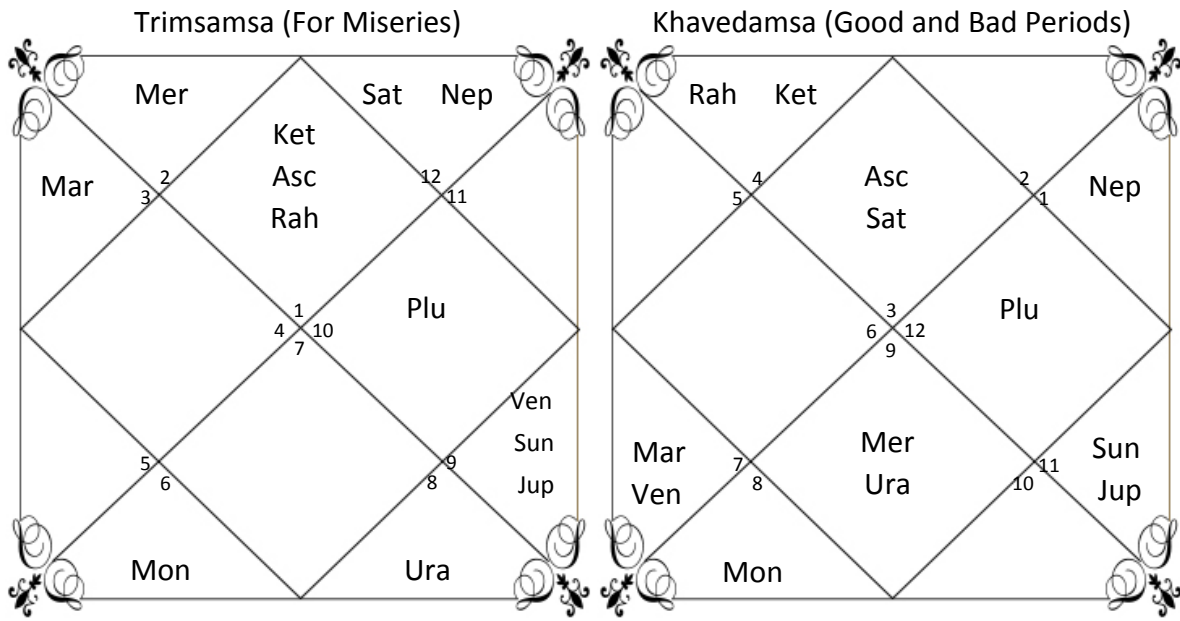 Trimsamsa (For Miseries)
Mer
Sat Nep
Ket
Asc
Rah
Mar
2
3
12
11
1
4 10
7
Plu
Ven
Sun
Jup
5
6
9
8
Mon
Ura
Khavedamsa (Good and Bad Periods)
Rah Ket
Asc
Sat
Nep
4
5
2
1
3
6 12
9
Plu
Mar
Ven
7
8
Mer
Ura
11
10
Sun
Jup
Mon